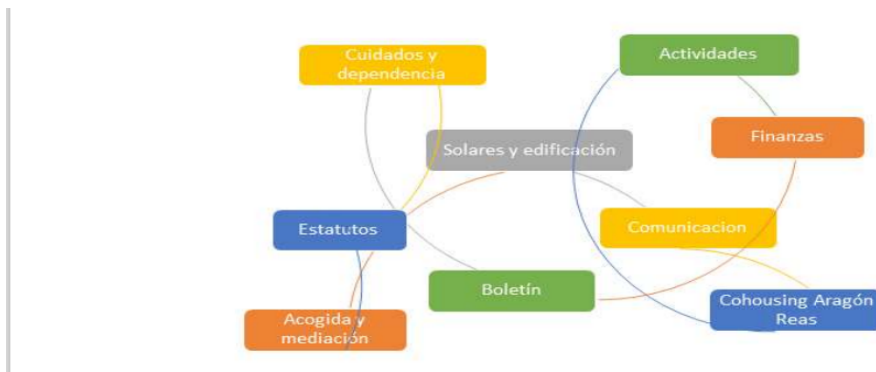 Cuidados y
dependencia
Actividades
Finanzas
Solares y edificación
Estatutos
Comunicacion
Boletín
Cohousing Aragón
Reas
Acogida y
mediación